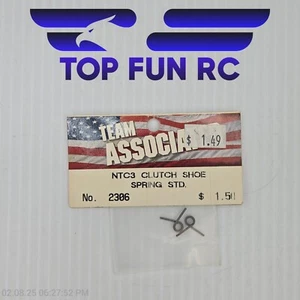 TOP FUN RC
TEAM
ASSOCIA
$ 1.49
NTC3 CLUTCH SHOE
SPRING STD.
No. 2306 $ 1.50
02.08.25 06:27:52 PM